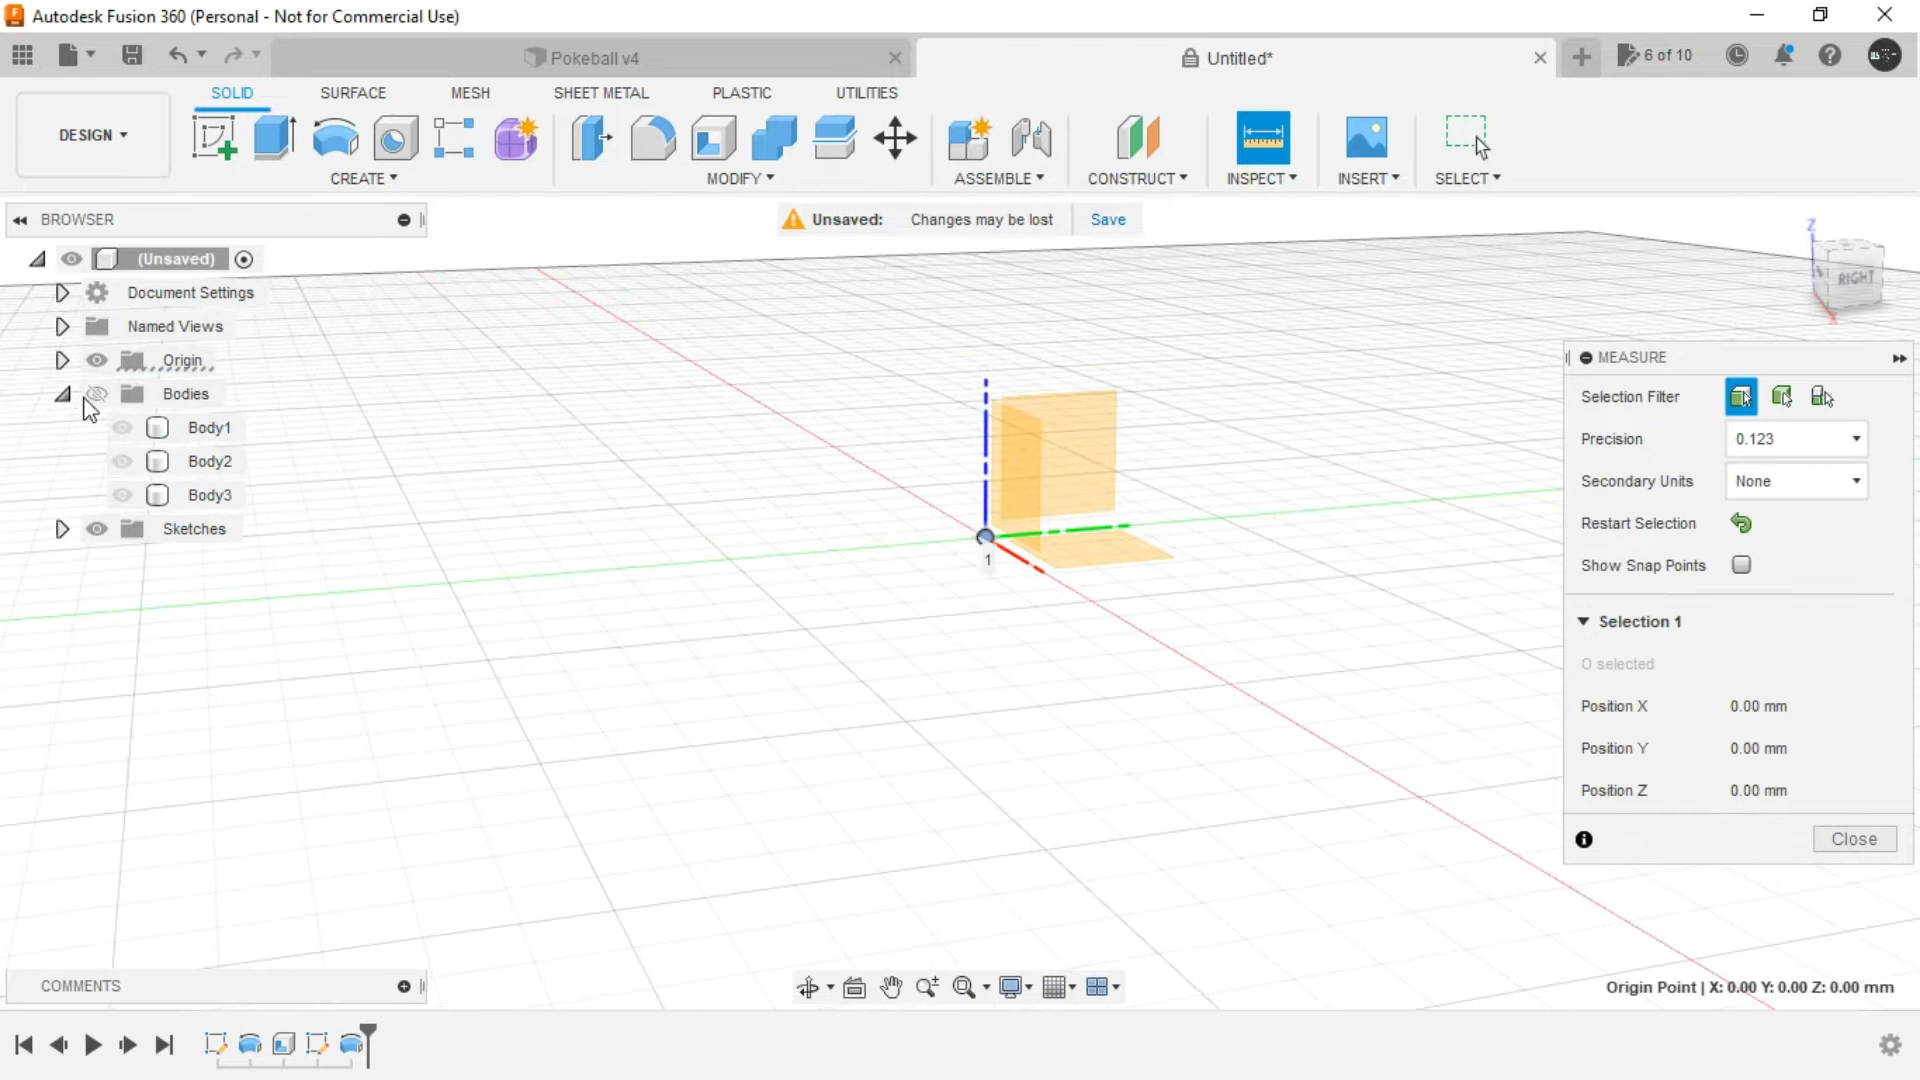 Autodesk Fusion 360 (Personal - Not for Commercial Use)
Pokeball v4
Untitled*
6 of 10
SOLID
SURFACE
MESH
SHEET METAL
PLASTIC
UTILITIES
DESIGN
CREATE
MODIFY
ASSEMBLE
CONSTRUCT
INSPECT
INSERT
SELECT
BROWSER
Unsaved: Changes may be lost
Save
(Unsaved)
Document Settings
Named Views
Origin
Bodies
Body1
Body2
Body3
Sketches
Z
RIGHT
X
1
MEASURE
Selection Filter
Precision 0.123
Secondary Units None
Restart Selection
Show Snap Points
Selection 1
0 selected
Position X 0.00 mm
Position Y 0.00 mm
Position Z 0.00 mm
Close
COMMENTS
Origin Point | X: 0.00 Y: 0.00 Z: 0.00 mm